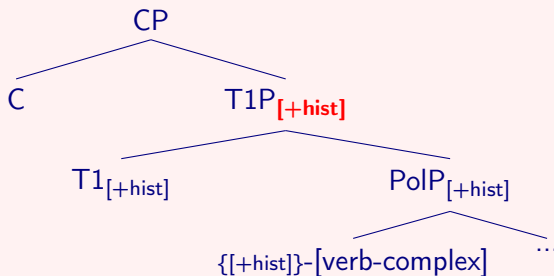 CP
C T1P[+hist]
T1[+hist] PolP[+hist]
{[+hist]}-[verb-complex] ...